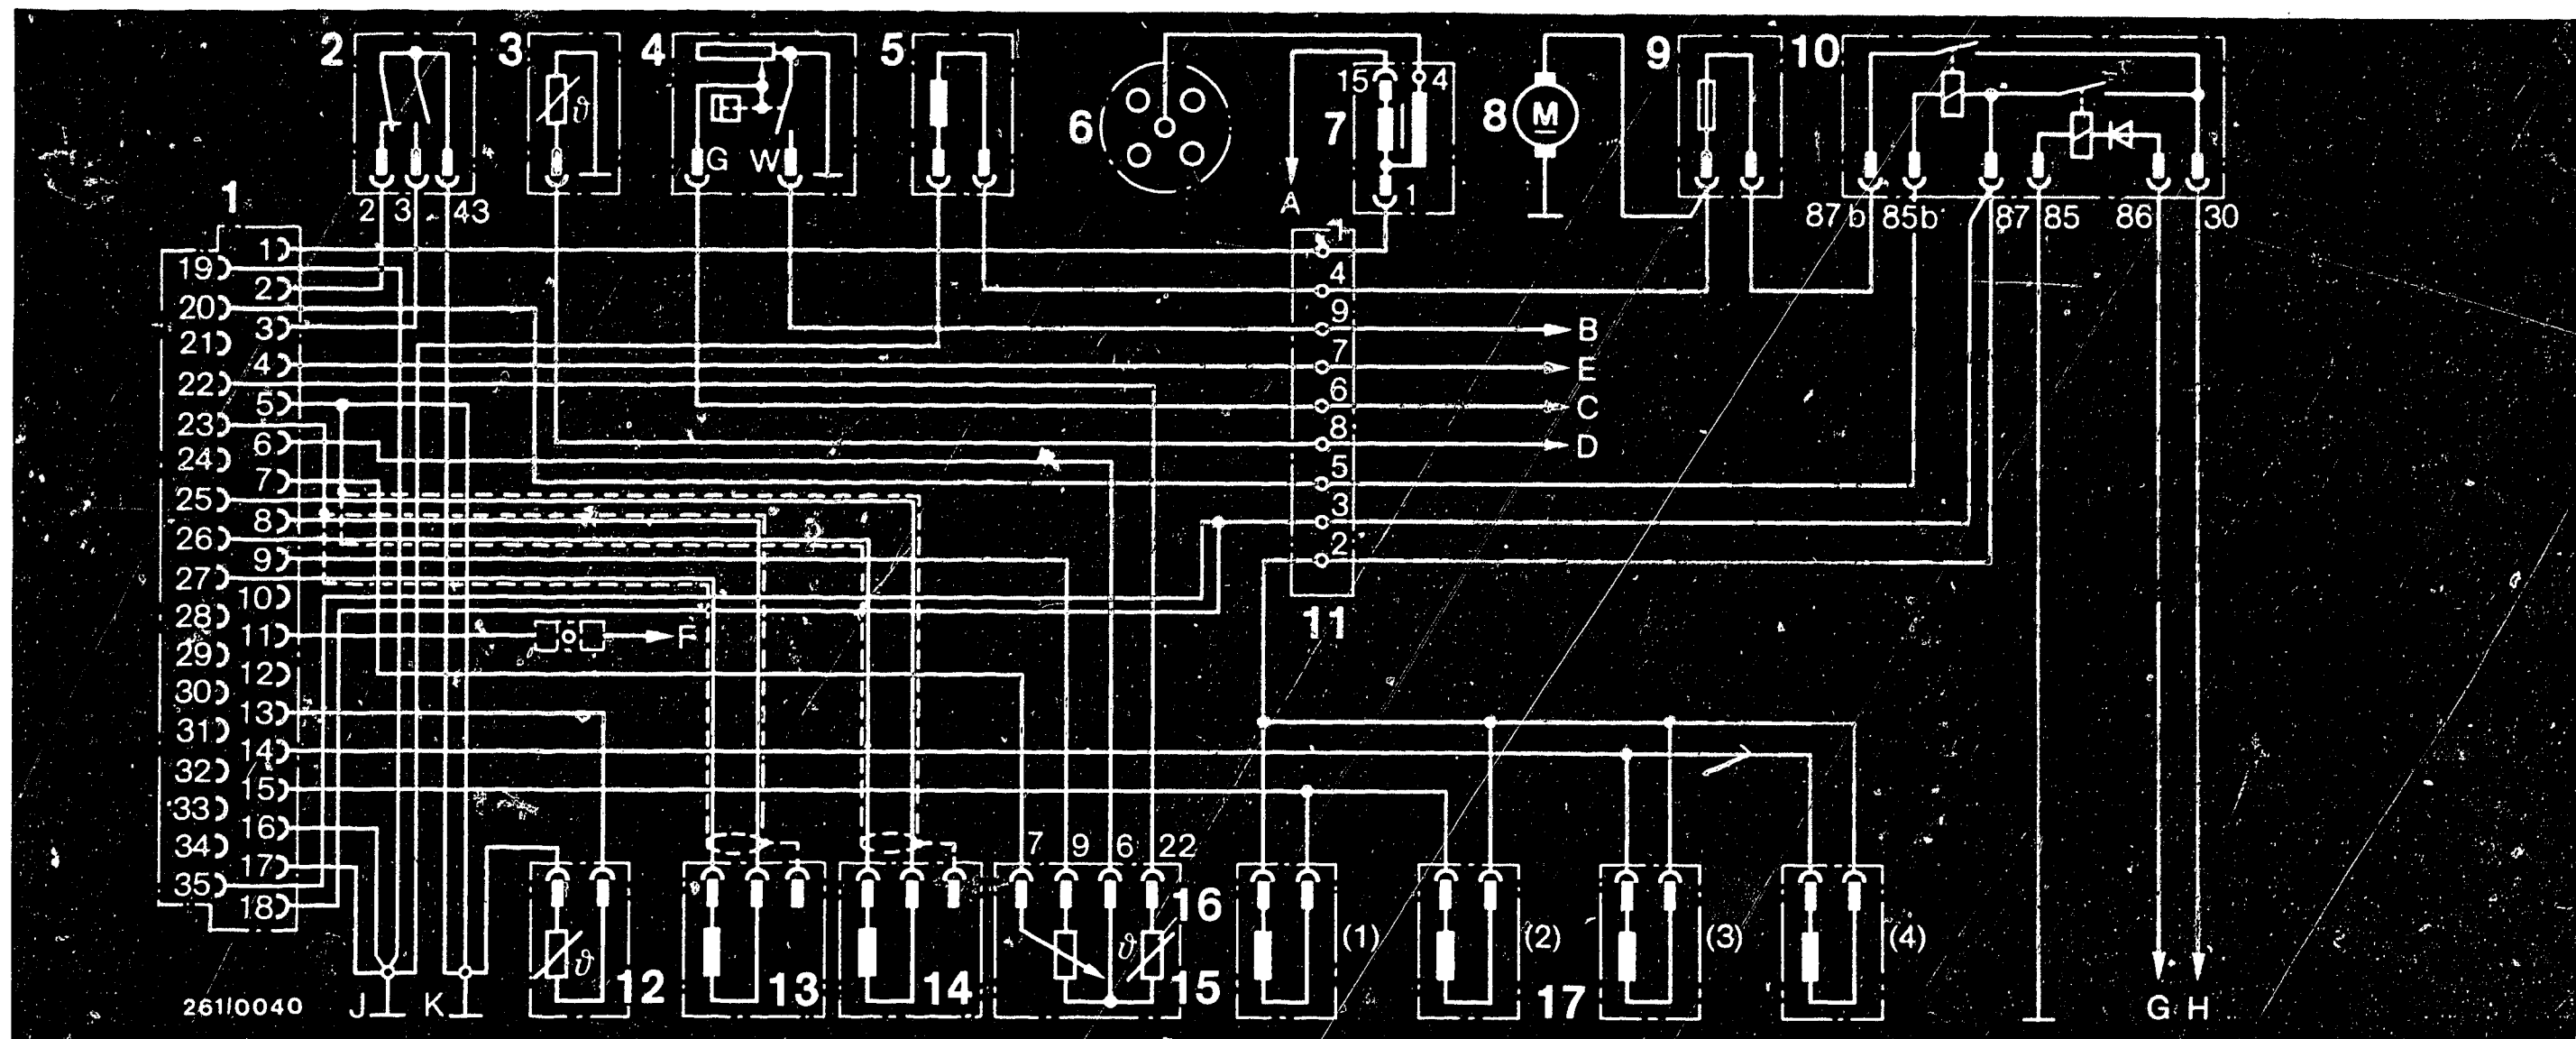 2 3 4 5 6 7 8 9 10
15 4
ϑ G W M
1 A 1
2 3 43 87b 85b 87 85 86 30
1 1
19 4
2
20 9 B
3
21 7 E
4
22 6 C
5
23 8 D
6
24 5
7
25 3
8
26 2
9
27
10
28 11
11 F
29
12
30
13
31
14
32
15
33
16 7 9 6 22
34
17
35 16
18
ϑ ϑ (1) (2) (3) (4)
12 13 14 15 17
261/0040 J K G H